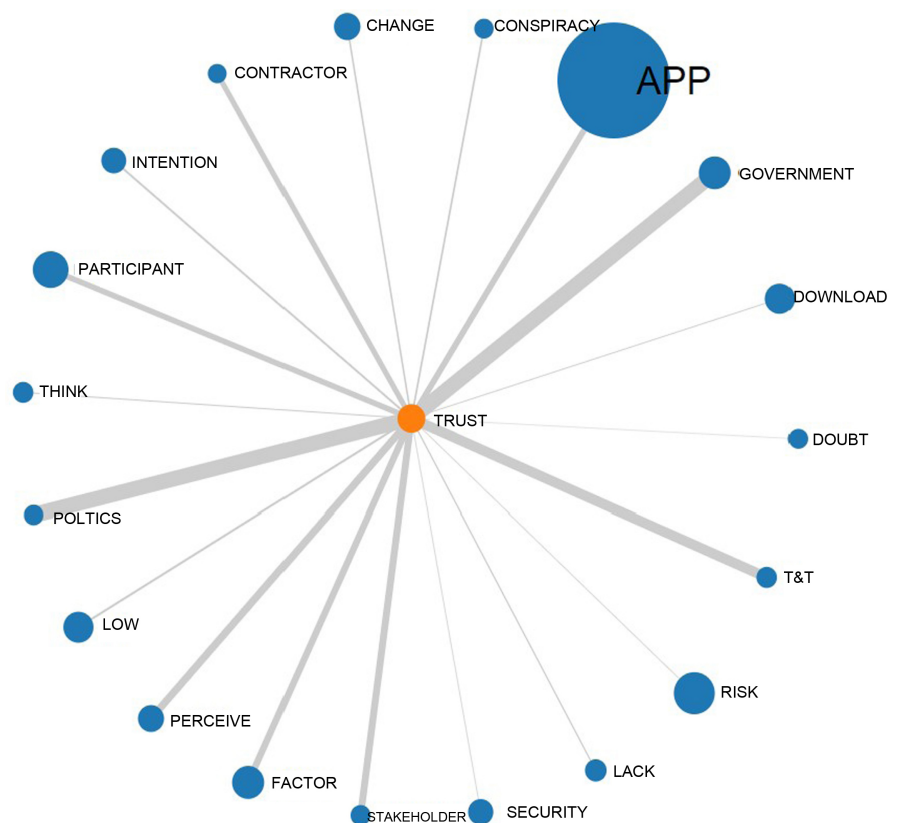 CHANGE
CONSPIRACY
CONTRACTOR
APP
INTENTION
GOVERNMENT
PARTICIPANT
DOWNLOAD
THINK
TRUST
DOUBT
POLTICS
T&T
LOW
RISK
PERCEIVE
LACK
FACTOR
STAKEHOLDER
SECURITY